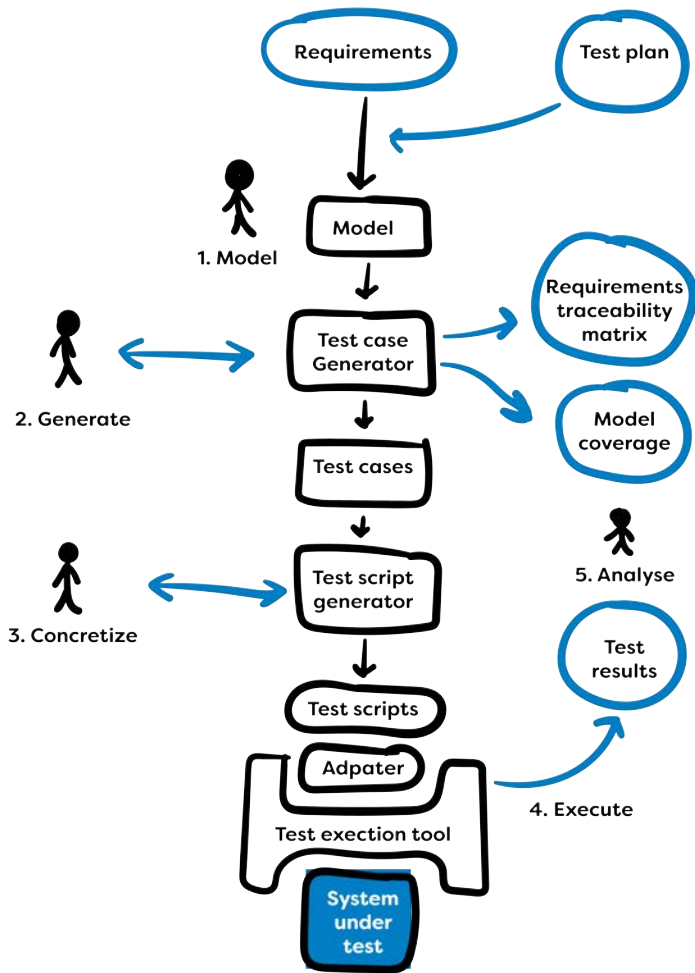 Requirements
Test plan
Model
1. Model
Requirements
traceability
matrix
Test case
Generator
2. Generate
Model
coverage
Test cases
5. Analyse
Test script
generator
3. Concretize
Test
results
Test scripts
Adpater
4. Execute
Test exection tool
System
under
test